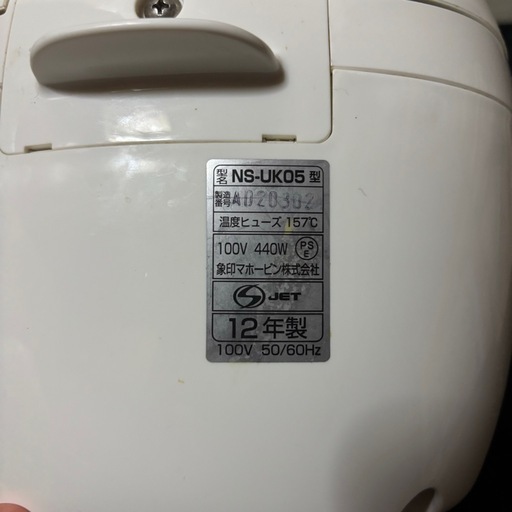 型名 NS-UK05 型
製造番号 A020302
温度ヒューズ 157℃
100V 440W PSE
象印マホービン株式会社
S JET
12年製
100V 50/60Hz